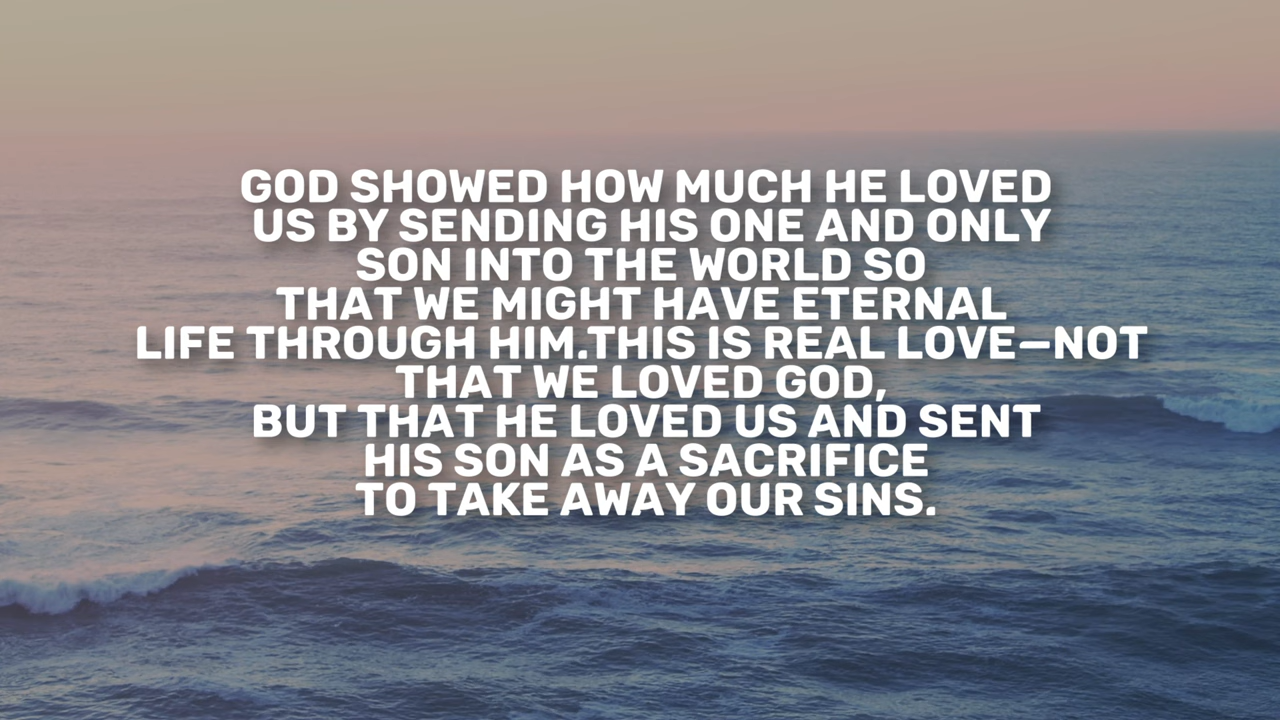 GOD SHOWED HOW MUCH HE LOVED
US BY SENDING HIS ONE AND ONLY
SON INTO THE WORLD SO
THAT WE MIGHT HAVE ETERNAL
LIFE THROUGH HIM.THIS IS REAL LOVE—NOT
THAT WE LOVED GOD,
BUT THAT HE LOVED US AND SENT
HIS SON AS A SACRIFICE
TO TAKE AWAY OUR SINS.